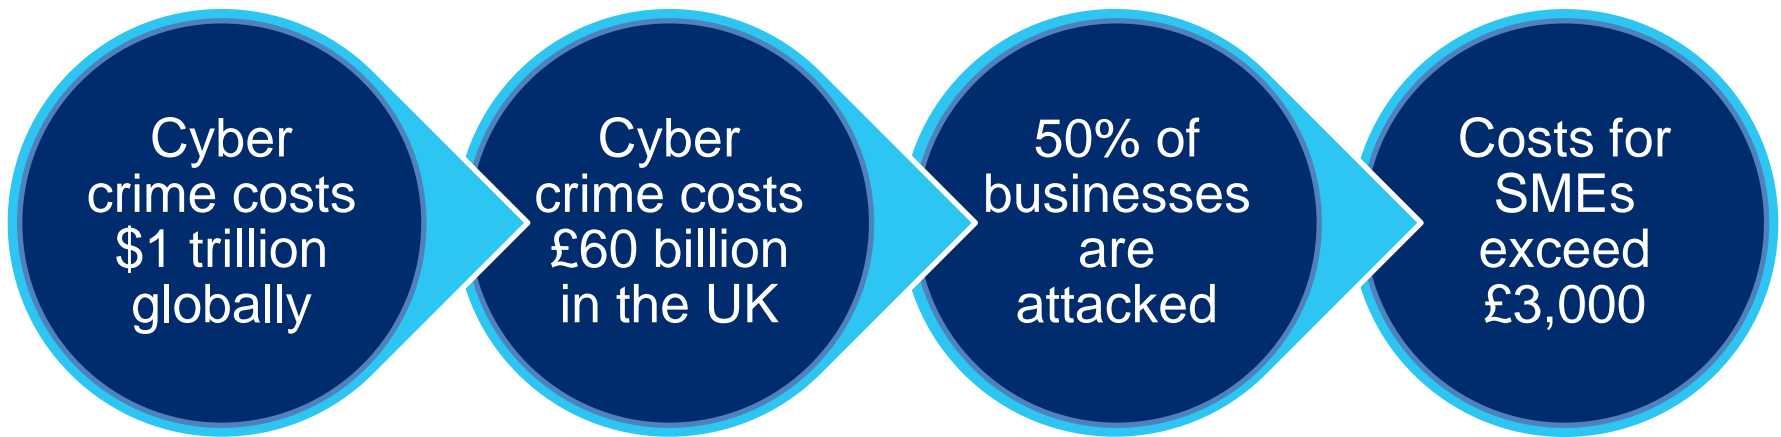 Cyber
crime costs
$1 trillion
globally
Cyber
crime costs
£60 billion
in the UK
50% of
businesses
are
attacked
Costs for
SMEs
exceed
£3,000